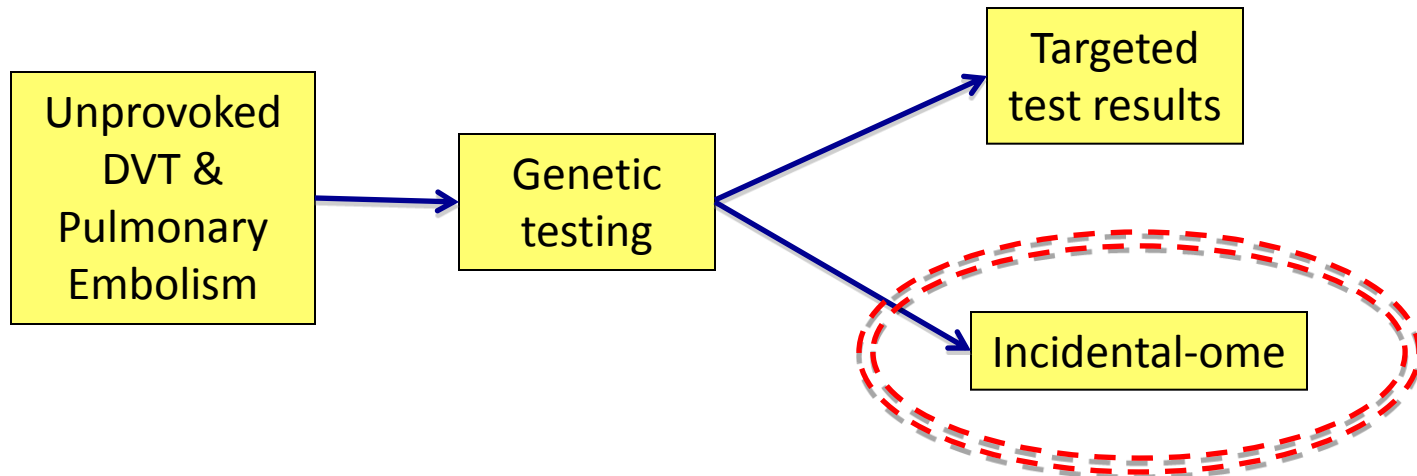 Unprovoked
DVT &
Pulmonary
Embolism
Genetic
testing
Targeted
test results
Incidental-ome